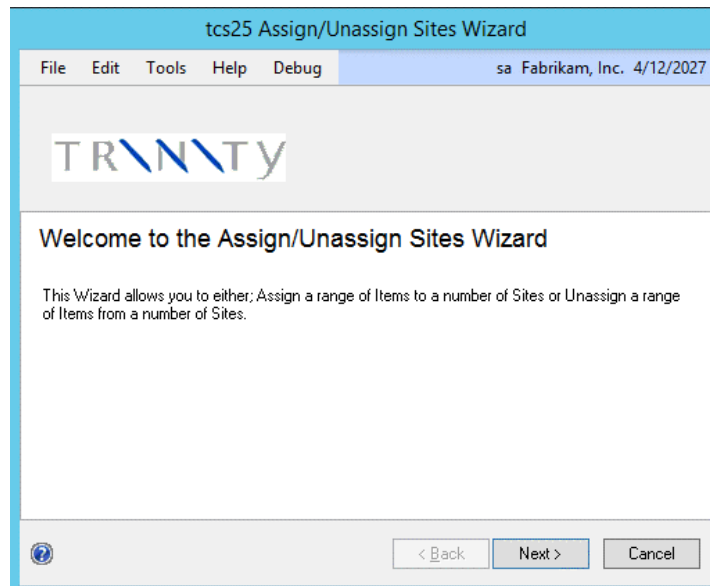 tcs25 Assign/Unassign Sites Wizard
File Edit Tools Help Debug sa Fabrikam, Inc. 4/12/2027
TRINITY
Welcome to the Assign/Unassign Sites Wizard
This Wizard allows you to either; Assign a range of Items to a number of Sites or Unassign a range
of Items from a number of Sites.
< Back Next > Cancel